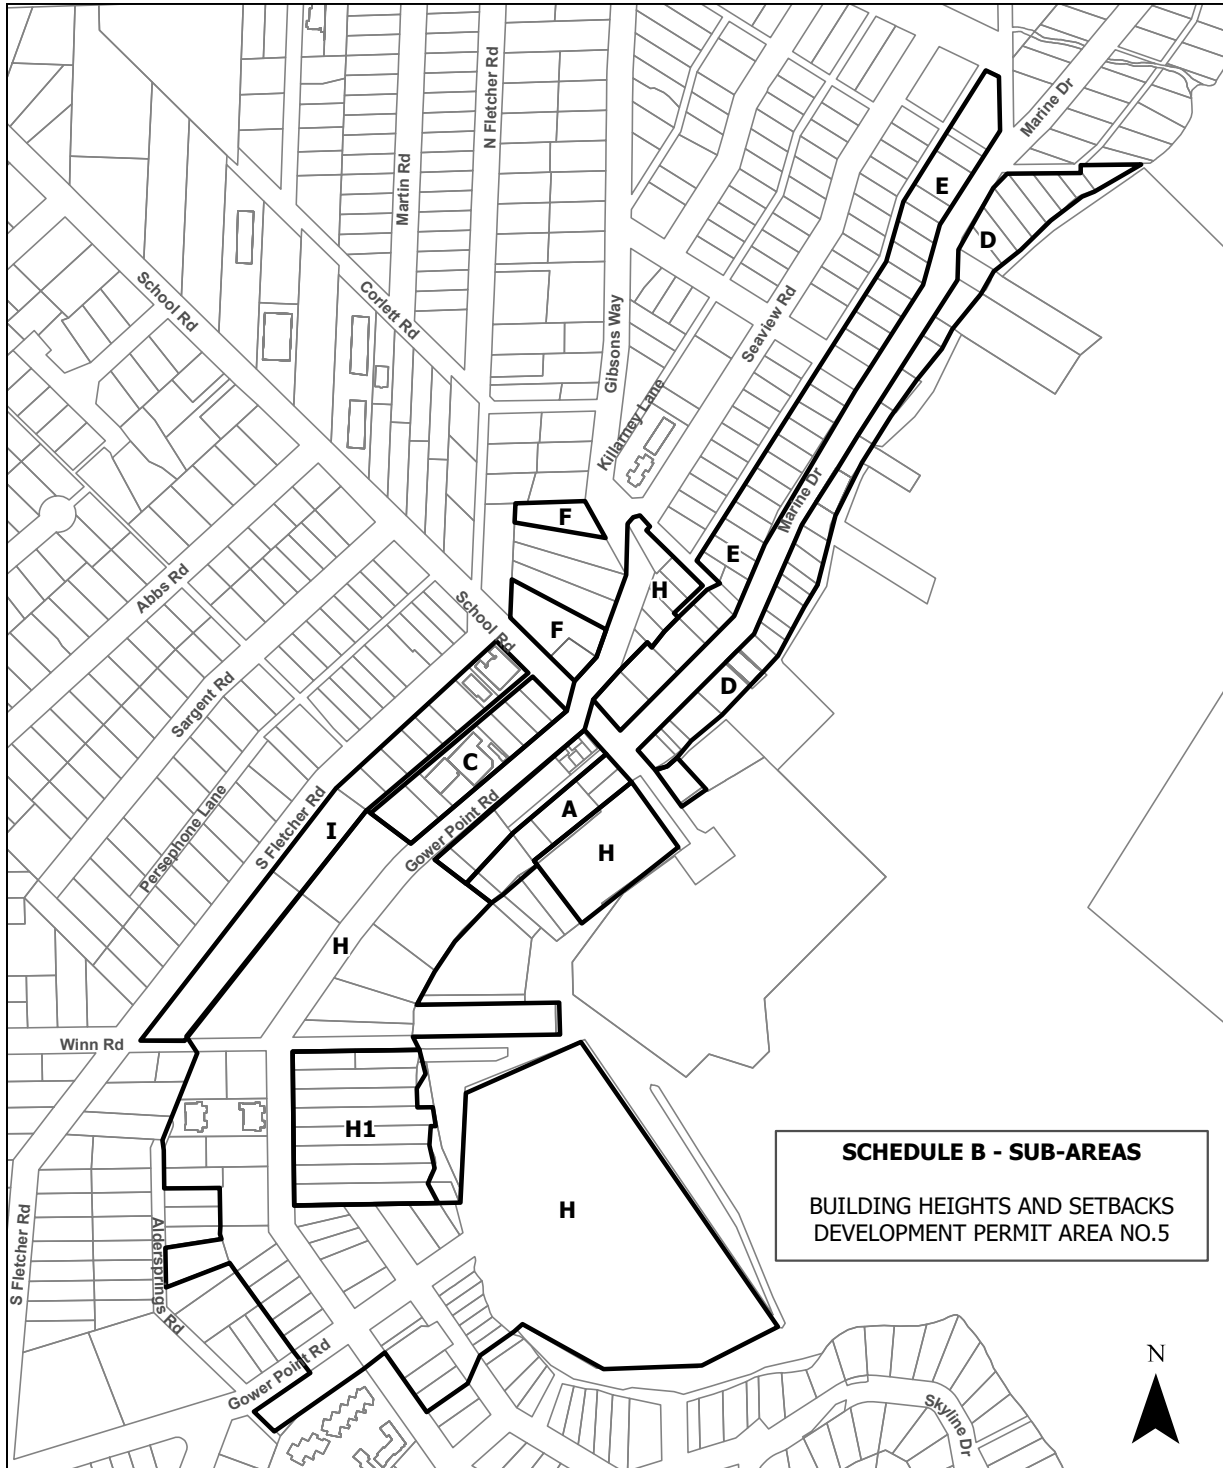 Marine Dr
N Fletcher Rd
Martin Rd
E
D
School Rd
Corlett Rd
Gibsons Way
Seaview Rd
Killarney Lane
Marine Dr
F
E
H
Abbs Rd
School Rd
F
Sargent Rd
D
C
Persephone Lane
S Fletcher Rd
I
Gower Point Rd
A
H
H
Winn Rd
H1
SCHEDULE B - SUB-AREAS
BUILDING HEIGHTS AND SETBACKS
DEVELOPMENT PERMIT AREA NO.5
H
S Fletcher Rd
Aldersprings Rd
Gower Point Rd
N
Skyline Dr